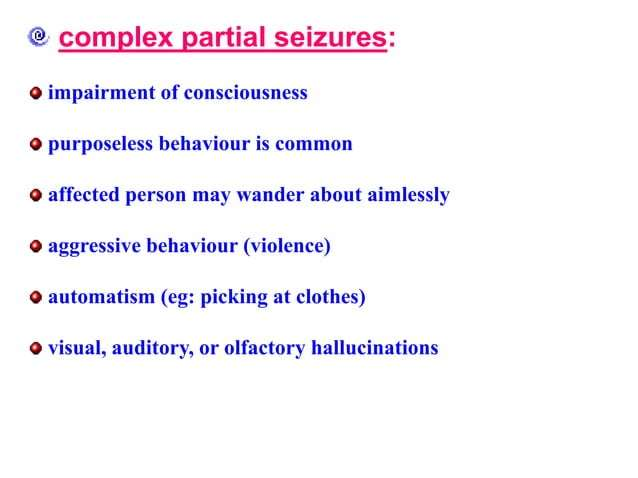 complex partial seizures:
impairment of consciousness
purposeless behaviour is common
affected person may wander about aimlessly
aggressive behaviour (violence)
automatism (eg: picking at clothes)
visual, auditory, or olfactory hallucinations